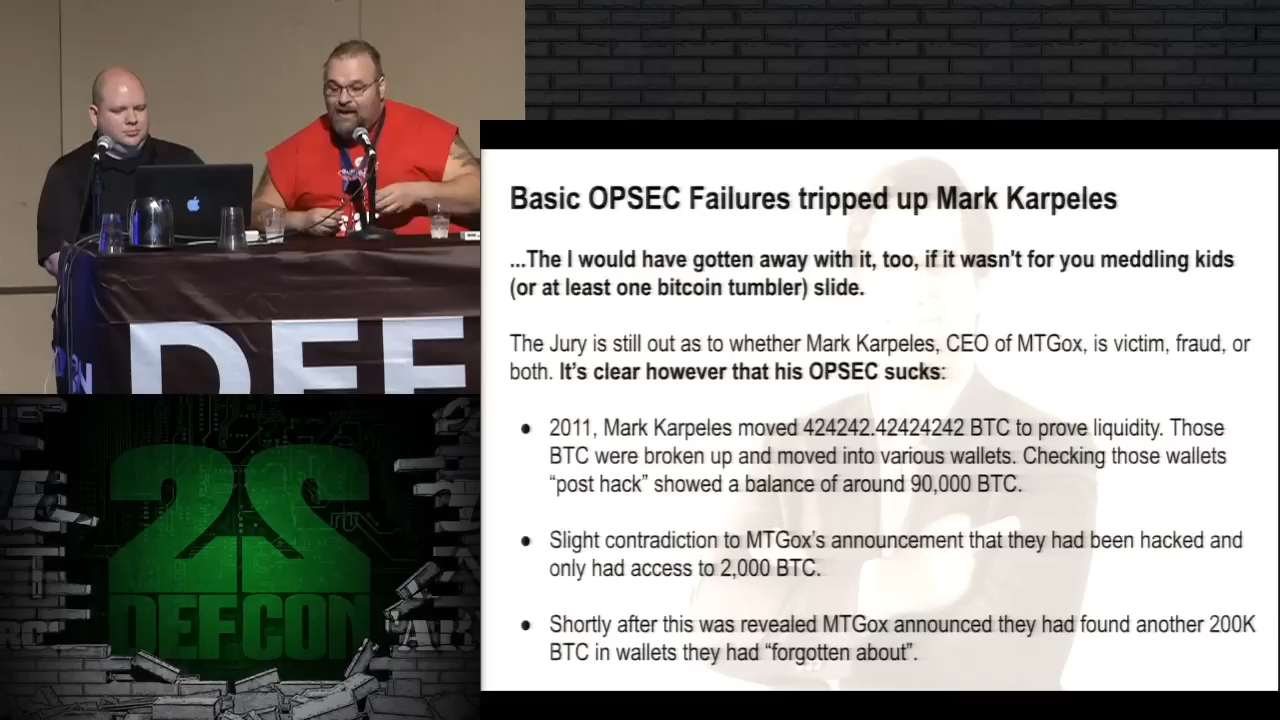 Basic OPSEC Failures tripped up Mark Karpeles
...The I would have gotten away with it, too, if it wasn't for you meddling kids
(or at least one bitcoin tumbler) slide.
The Jury is still out as to whether Mark Karpeles, CEO of MTGox, is victim, fraud, or
both. It's clear however that his OPSEC sucks:
● 2011, Mark Karpeles moved 424242.42424242 BTC to prove liquidity. Those
BTC were broken up and moved into various wallets. Checking those wallets
“post hack” showed a balance of around 90,000 BTC.
● Slight contradiction to MTGox's announcement that they had been hacked and
only had access to 2,000 BTC.
● Shortly after this was revealed MTGox announced they had found another 200K
BTC in wallets they had “forgotten about”.
DEF
22
DEFCON